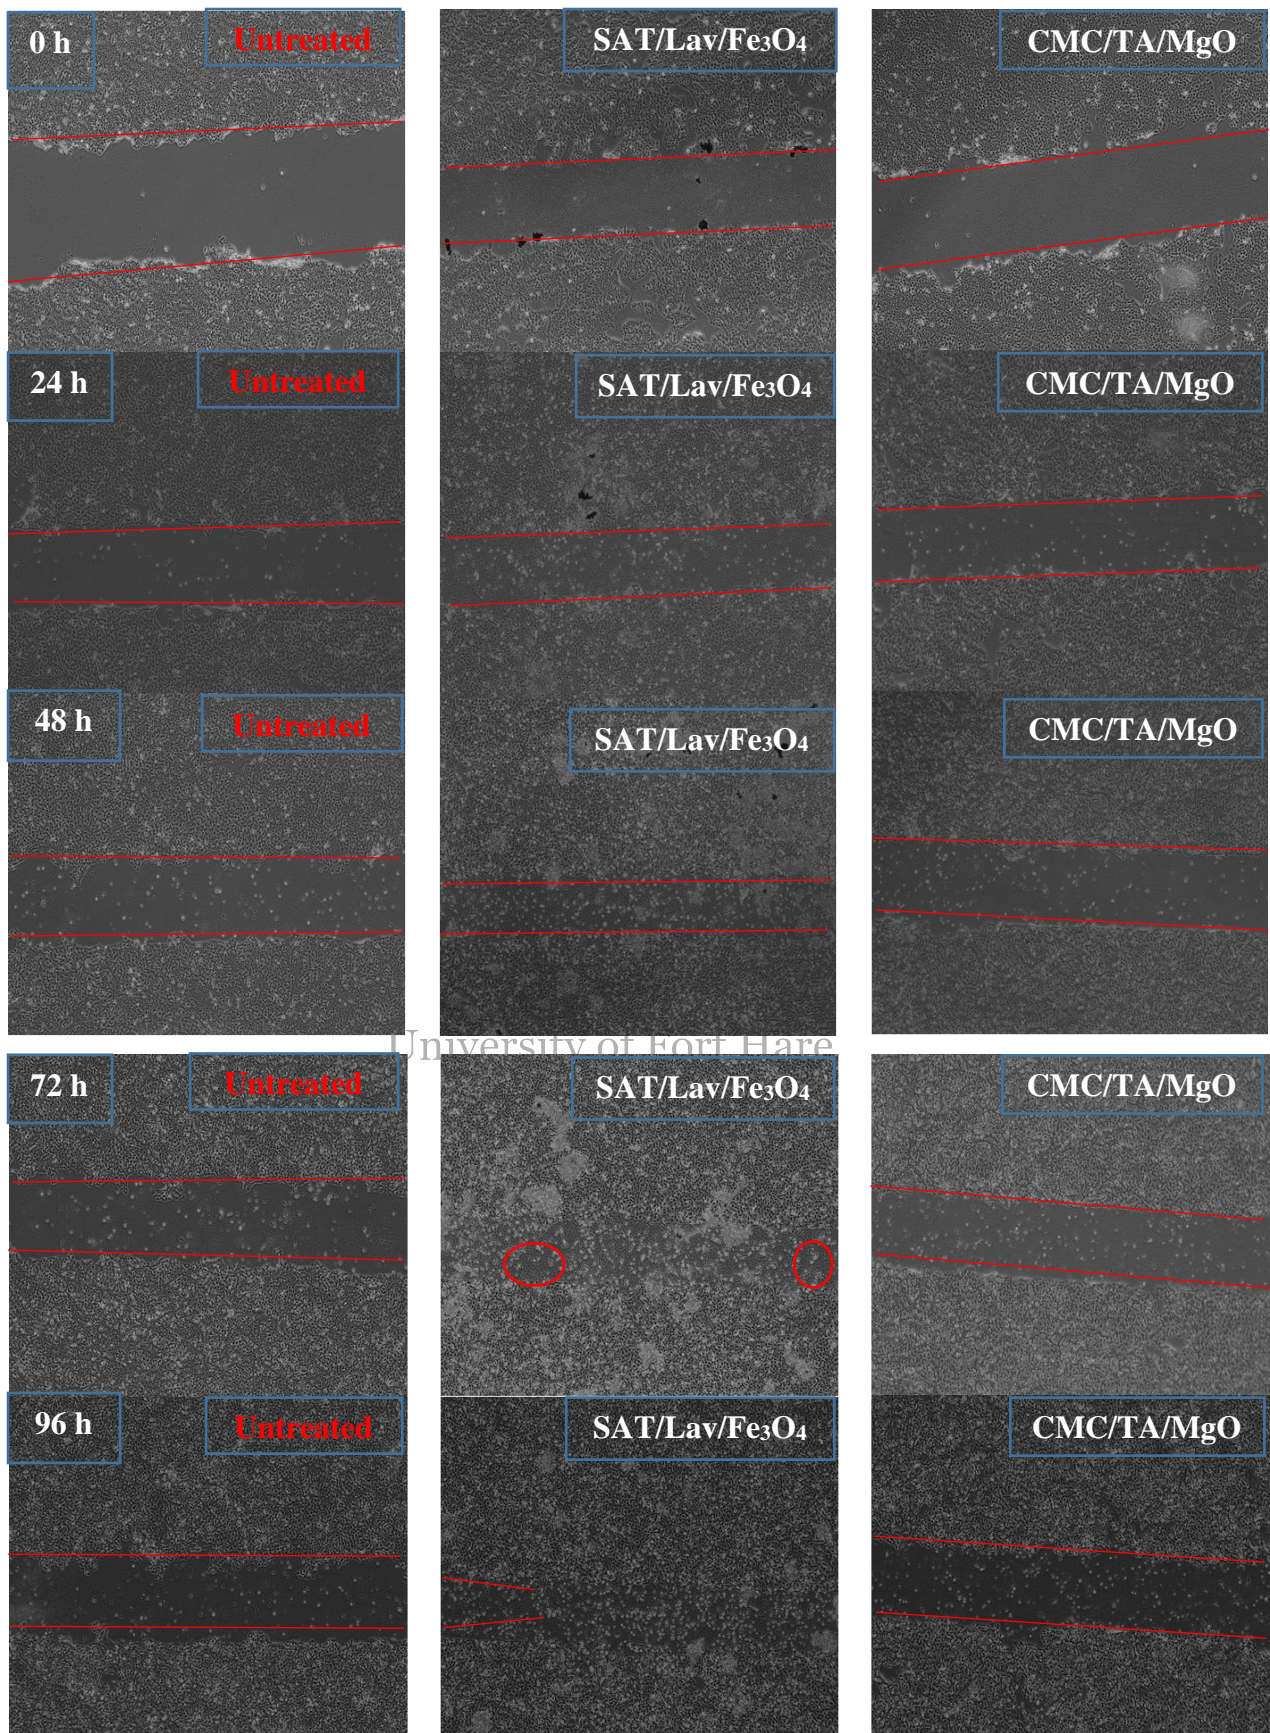 0 h Untreated SAT/Lav/Fe₃O₄ CMC/TA/MgO
24 h Untreated SAT/Lav/Fe₃O₄ CMC/TA/MgO
48 h Untreated SAT/Lav/Fe₃O₄ CMC/TA/MgO
University of Fort Hare
72 h Untreated SAT/Lav/Fe₃O₄ CMC/TA/MgO
96 h Untreated SAT/Lav/Fe₃O₄ CMC/TA/MgO